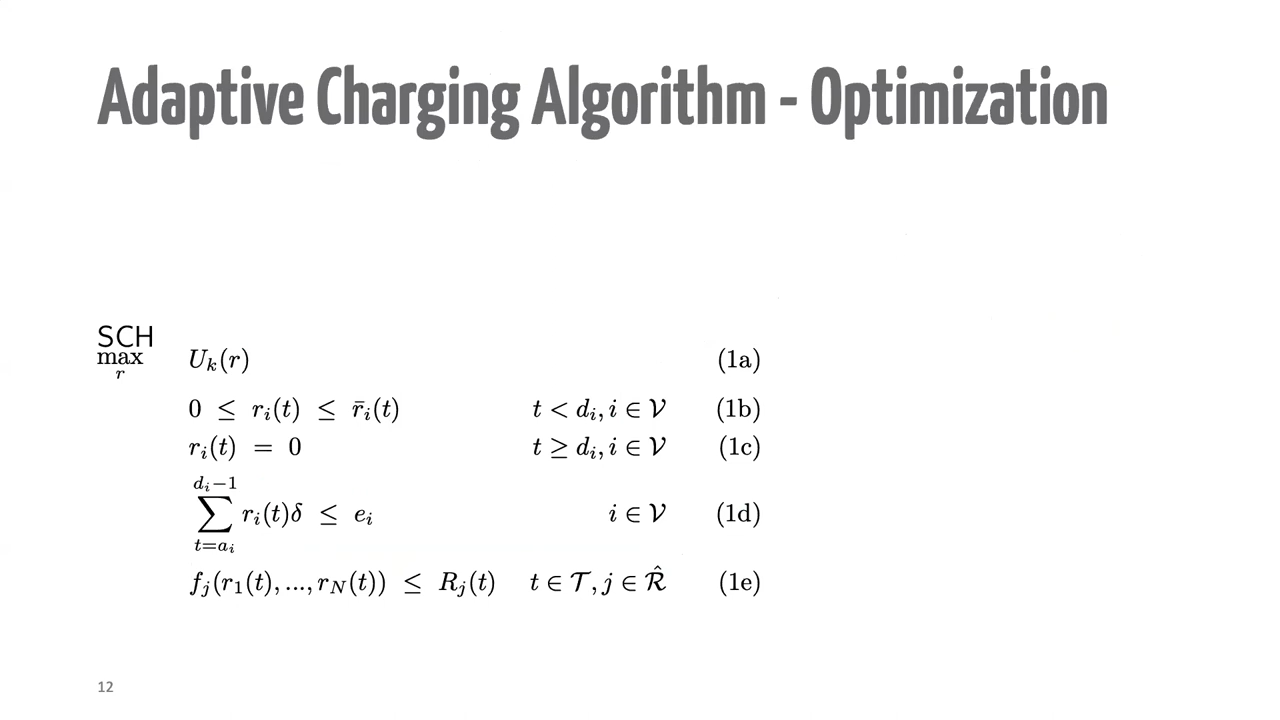 Adaptive Charging Algorithm - Optimization
SCH
max r U_k(r) (1a)
0 ≤ r_i(t) ≤ r̄_i(t) t < d_i, i ∈ 𝒱 (1b)
r_i(t) = 0 t ≥ d_i, i ∈ 𝒱 (1c)
∑_{t=a_i}^{d_i−1} r_i(t)δ ≤ e_i i ∈ 𝒱 (1d)
f_j(r_1(t), ..., r_N(t)) ≤ R_j(t) t ∈ 𝒯, j ∈ ℛ̂ (1e)
12